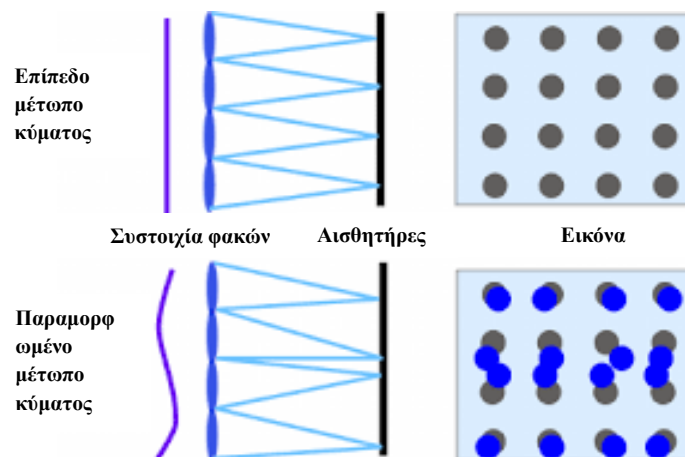 Επίπεδο
μέτωπο
κύματος
Συστοιχία φακών Αισθητήρες Εικόνα
Παραμορφ
ωμένο
μέτωπο
κύματος